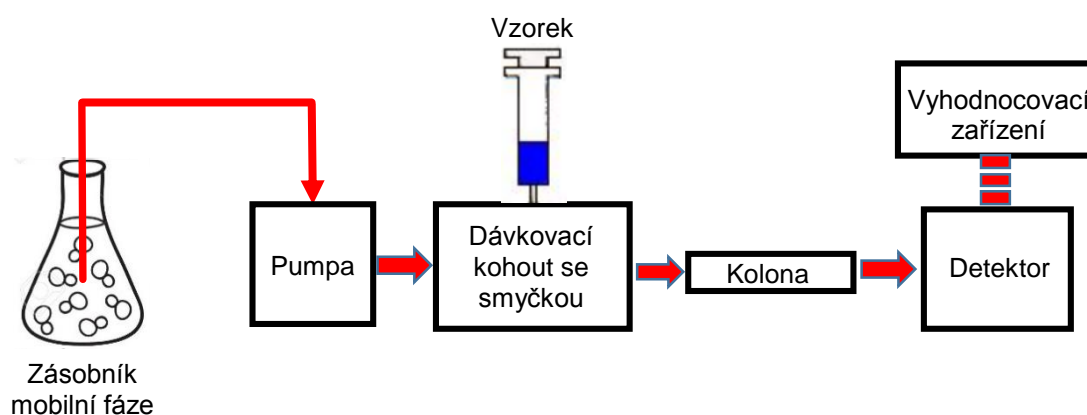 Vzorek
Vyhodnocovací
zařízení
Pumpa
Dávkovací
kohout se
smyčkou
Kolona
Detektor
Zásobník
mobilní fáze